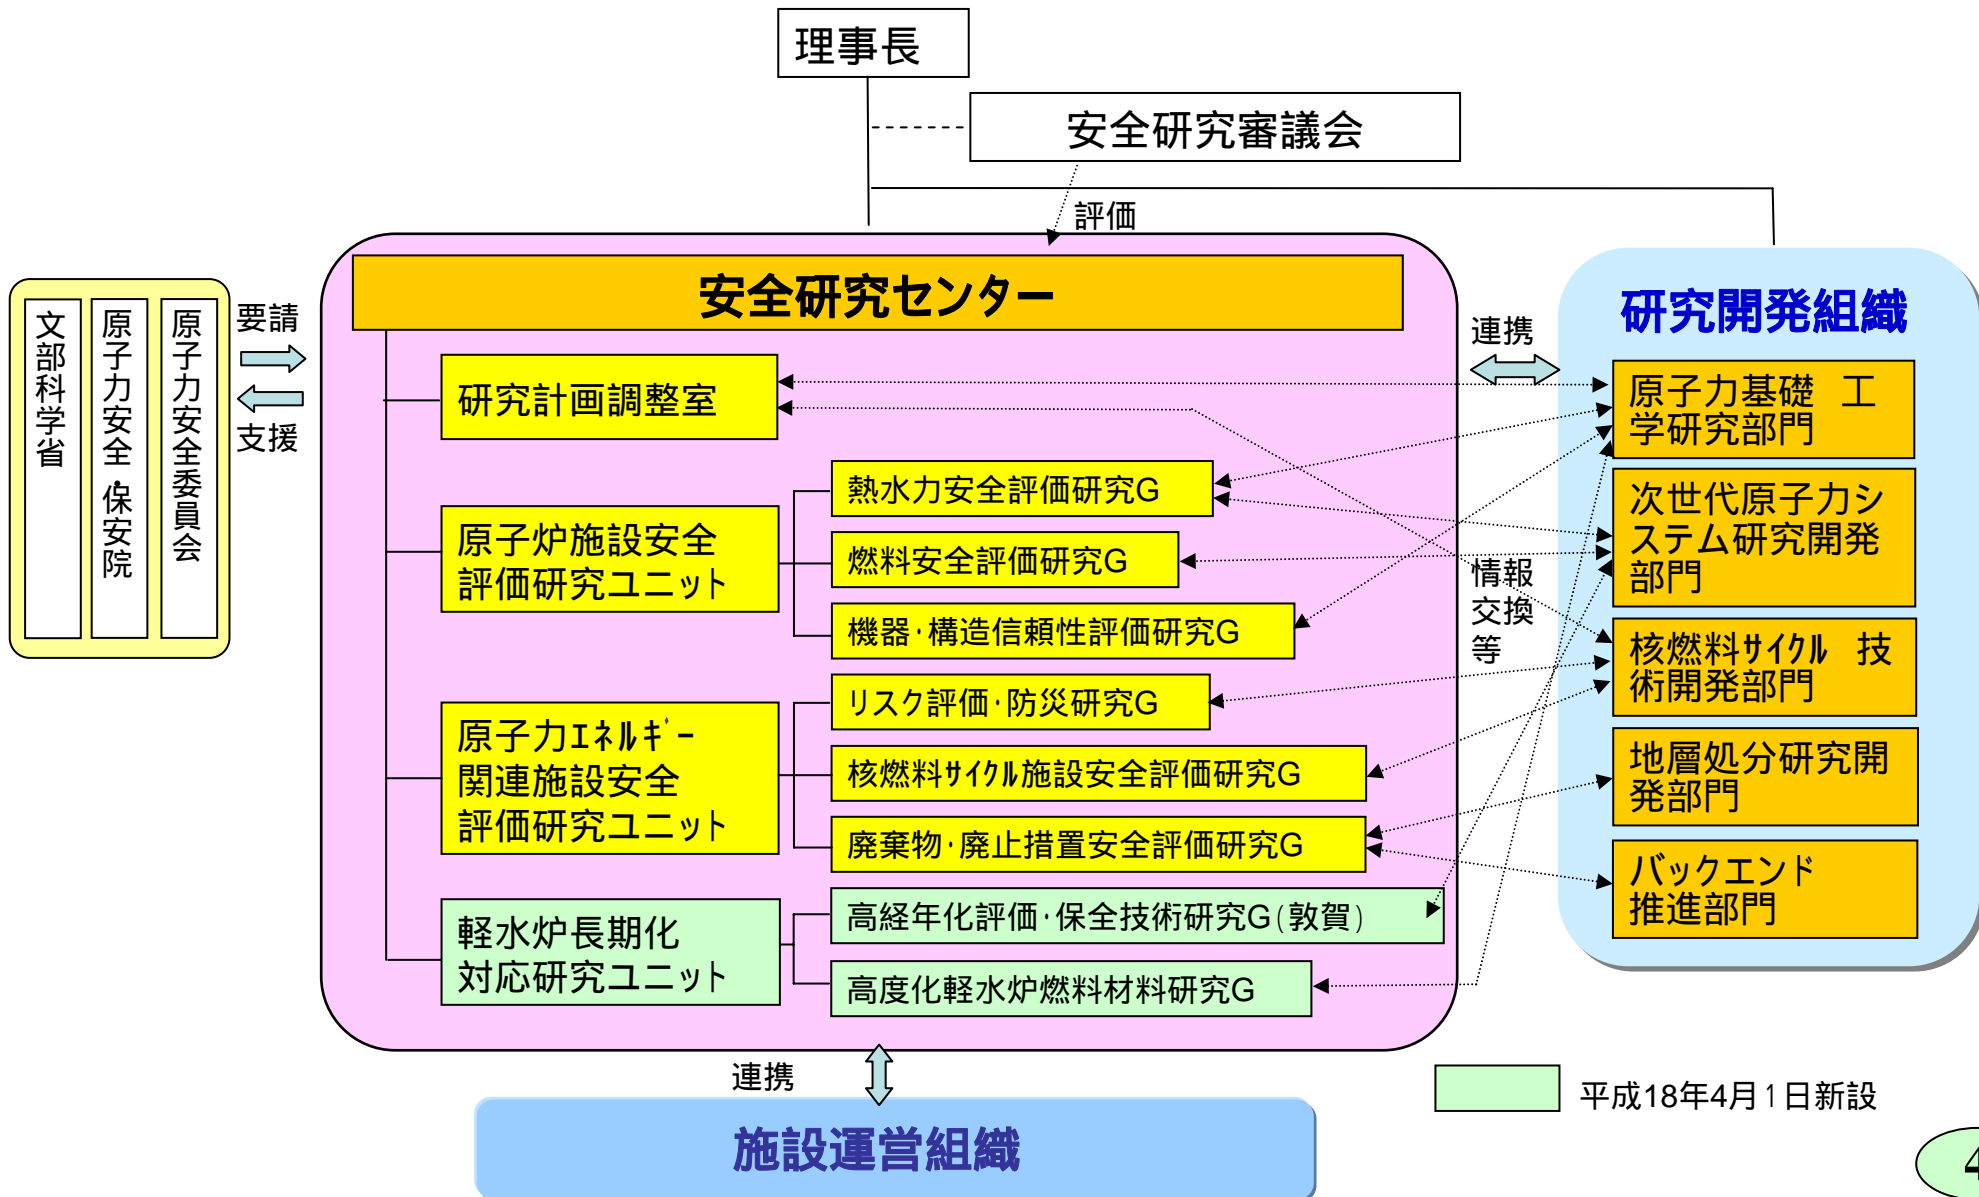 理事長
安全研究審議会
評価
文部科学省
原子力安全・保安院
原子力安全委員会
要請
支援
安全研究センター
研究計画調整室
原子炉施設安全
評価研究ユニット
熱水力安全評価研究G
燃料安全評価研究G
機器・構造信頼性評価研究G
原子力ｴﾈﾙｷﾞｰ
関連施設安全
評価研究ユニット
リスク評価・防災研究G
核燃料ｻｲｸﾙ施設安全評価研究G
廃棄物・廃止措置安全評価研究G
軽水炉長期化
対応研究ユニット
高経年化評価・保全技術研究G(敦賀)
高度化軽水炉燃料材料研究G
連携
情報
交換
等
研究開発組織
原子力基礎 工
学研究部門
次世代原子力シ
ステム研究開発
部門
核燃料ｻｲｸﾙ 技
術開発部門
地層処分研究開
発部門
バックエンド
推進部門
連携
施設運営組織
平成18年4月1日新設
4